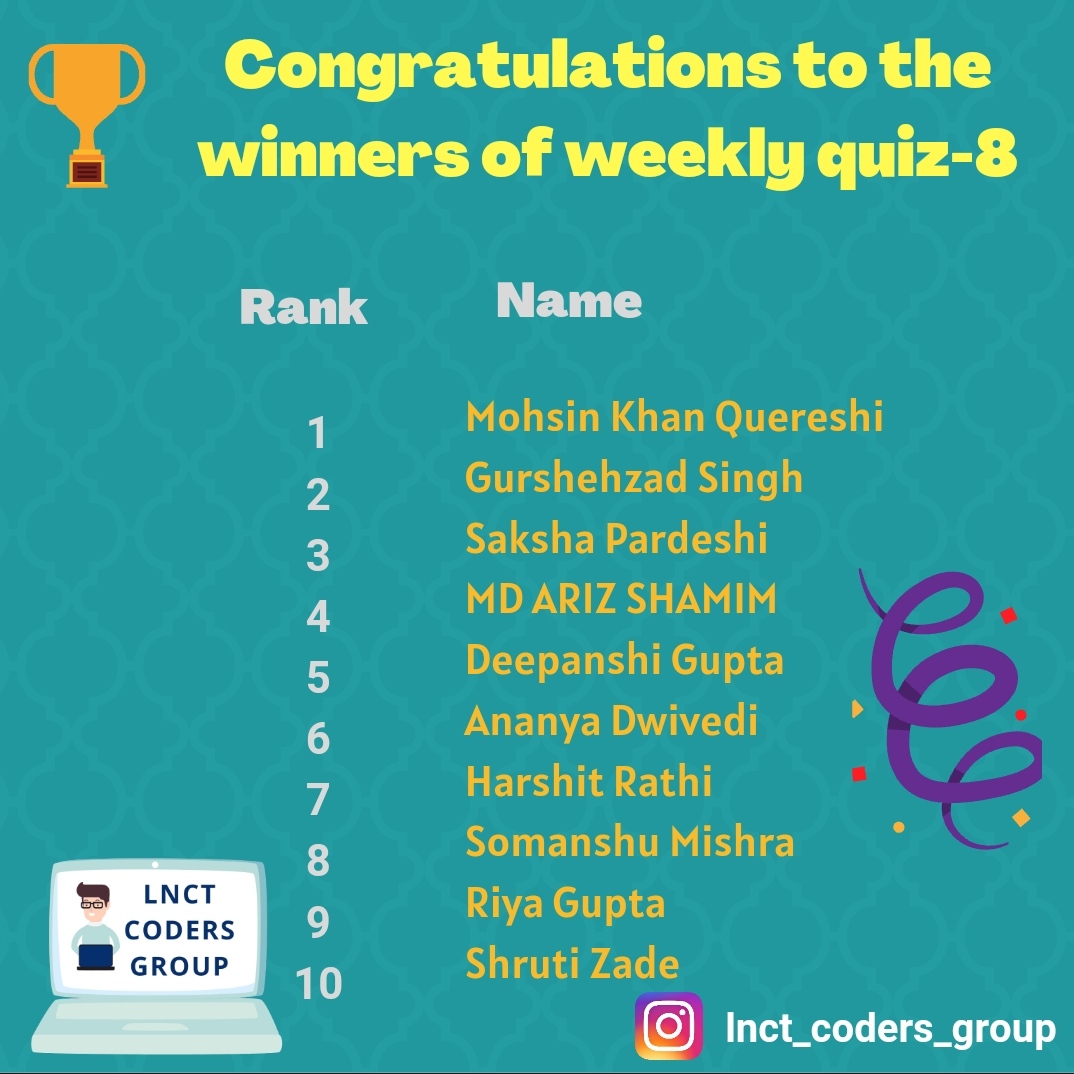 Congratulations to the
winners of weekly quiz-8
Rank Name
1 Mohsin Khan Quereshi
2 Gurshehzad Singh
3 Saksha Pardeshi
4 MD ARIZ SHAMIM
5 Deepanshi Gupta
6 Ananya Dwivedi
7 Harshit Rathi
8 Somanshu Mishra
9 Riya Gupta
10 Shruti Zade
LNCT
CODERS
GROUP
lnct_coders_group